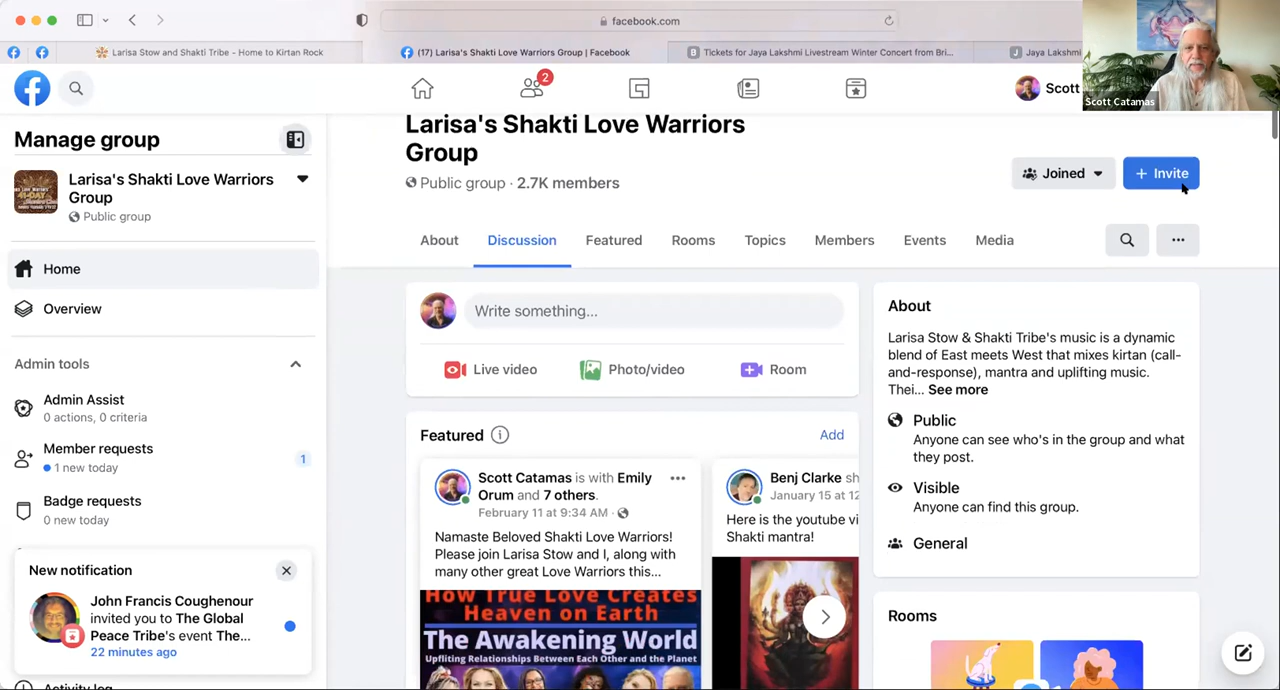 facebook.com
Larisa Stow and Shakti Tribe - Home to Kirtan Rock
(17) Larisa's Shakti Love Warriors Group | Facebook
Tickets for Jaya Lakshmi Livestream Winter Concert from Bri...
Jaya Lakshmi
Scott
Scott Catamas
2
Manage group
Larisa's Shakti Love Warriors
Group
Public group
Home
Overview
Admin tools
Admin Assist
0 actions, 0 criteria
Member requests
1 new today
1
Badge requests
0 new today
New notification
John Francis Coughenour
invited you to The Global
Peace Tribe's event The...
22 minutes ago
Activity log
Larisa's Shakti Love Warriors
Group
Public group · 2.7K members
Joined
+ Invite
About
Discussion
Featured
Rooms
Topics
Members
Events
Media
Write something...
Live video
Photo/video
Room
Featured
Add
Scott Catamas is with Emily
Orum and 7 others.
February 11 at 9:34 AM ·
Namaste Beloved Shakti Love Warriors!
Please join Larisa Stow and I, along with
many other great Love Warriors this...
How True Love Creates
Heaven on Earth
The Awakening World
Uplifting Relationships Between Each Other and the Planet
Benj Clarke sh
January 15 at 12
Here is the youtube vi
Shakti mantra!
About
Larisa Stow & Shakti Tribe's music is a dynamic
blend of East meets West that mixes kirtan (call-
and-response), mantra and uplifting music.
Thei... See more
Public
Anyone can see who's in the group and what
they post.
Visible
Anyone can find this group.
General
Rooms